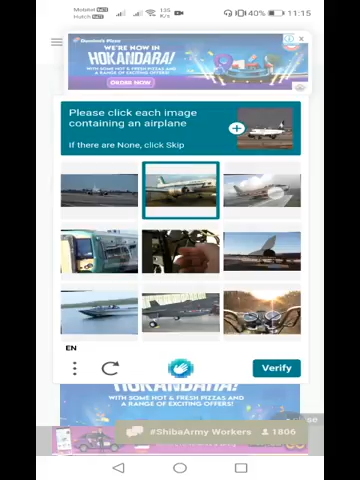 Mobitel
Hutch
135
K/s
40%
11:15
Domino's Pizza
WE'RE NOW IN
HOKANDARA!
WITH SOME HOT & FRESH PIZZAS AND
A RANGE OF EXCITING OFFERS!
ORDER NOW
Please click each image
containing an airplane
If there are None, click Skip
EN
Verify
HOKANDARA!
WITH SOME HOT & FRESH PIZZAS AND
A RANGE OF EXCITING OFFERS!
#ShibaArmy Workers 1806